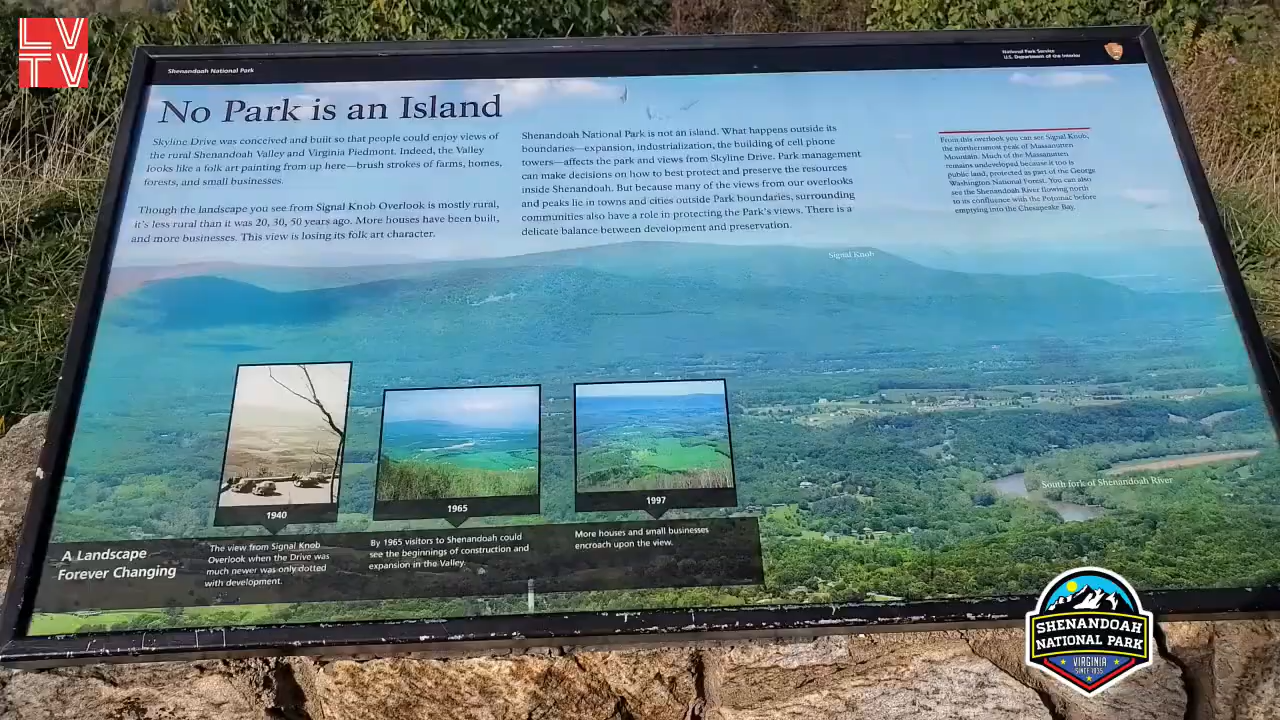 LV
TV
Shenandoah National Park
National Park Service
U.S. Department of the Interior
No Park is an Island
Skyline Drive was conceived and built so that people could enjoy views of
the rural Shenandoah Valley and Virginia Piedmont. Indeed, the Valley
looks like a folk art painting from up here—brush strokes of farms, homes,
forests, and small businesses.
Though the landscape you see from Signal Knob Overlook is mostly rural,
it's less rural than it was 20, 30, 50 years ago. More houses have been built,
and more businesses. This view is losing its folk art character.
Shenandoah National Park is not an island. What happens outside its
boundaries—expansion, industrialization, the building of cell phone
towers—affects the park and views from Skyline Drive. Park management
can make decisions on how to best protect and preserve the resources
inside Shenandoah. But because many of the views from our overlooks
and peaks lie in towns and cities outside Park boundaries, surrounding
communities also have a role in protecting the Park's views. There is a
delicate balance between development and preservation.
From this overlook you can see Signal Knob,
the northernmost peak of Massanutten
Mountain. Much of the Massanutten
remains undeveloped because it too is
public land, protected as part of the George
Washington National Forest. You can also
see the Shenandoah River flowing north
to its confluence with the Potomac before
emptying into the Chesapeake Bay.
Signal Knob
South fork of Shenandoah River
1940
1965
1997
A Landscape
Forever Changing
The view from Signal Knob
Overlook when the Drive was
much newer was only dotted
with development.
By 1965 visitors to Shenandoah could
see the beginnings of construction and
expansion in the Valley.
More houses and small businesses
encroach upon the view.
SHENANDOAH
NATIONAL PARK
VIRGINIA
SINCE 1935